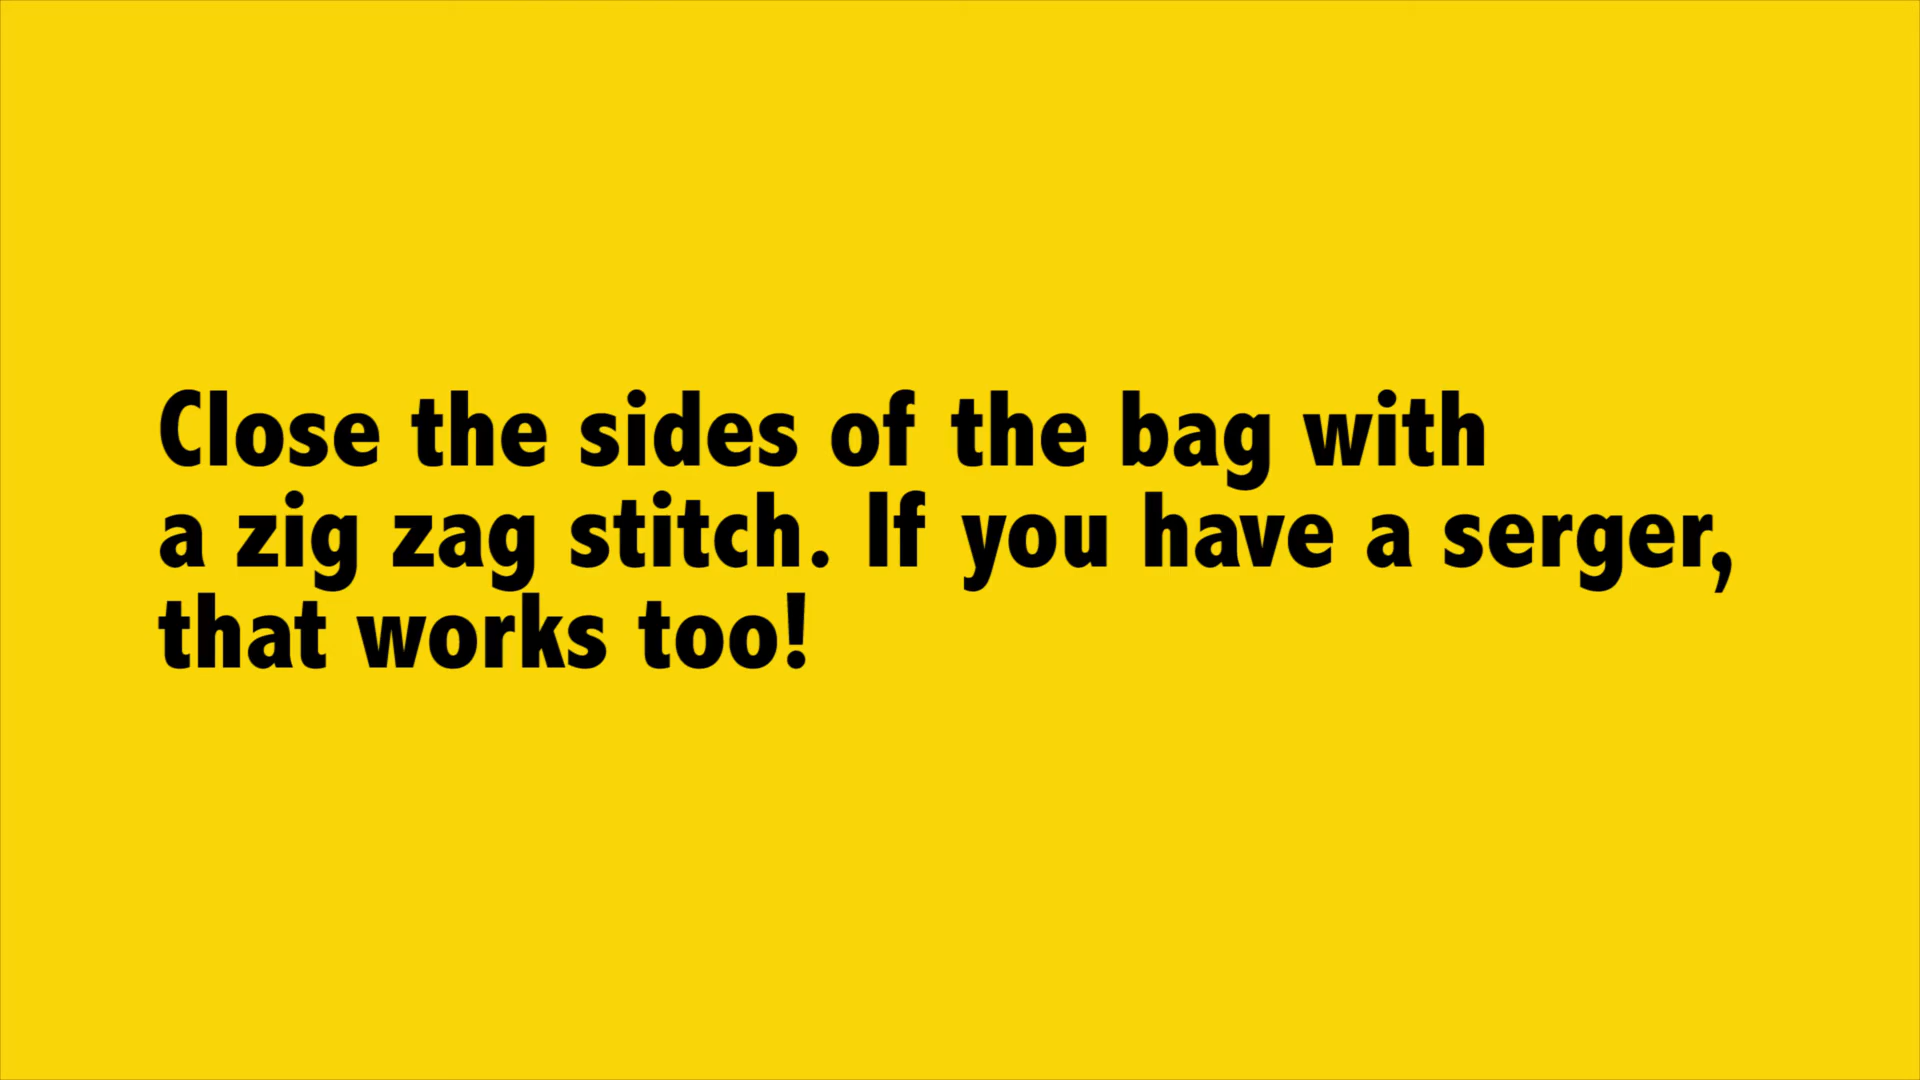 Close the sides of the bag with
a zig zag stitch. If you have a serger,
that works too!